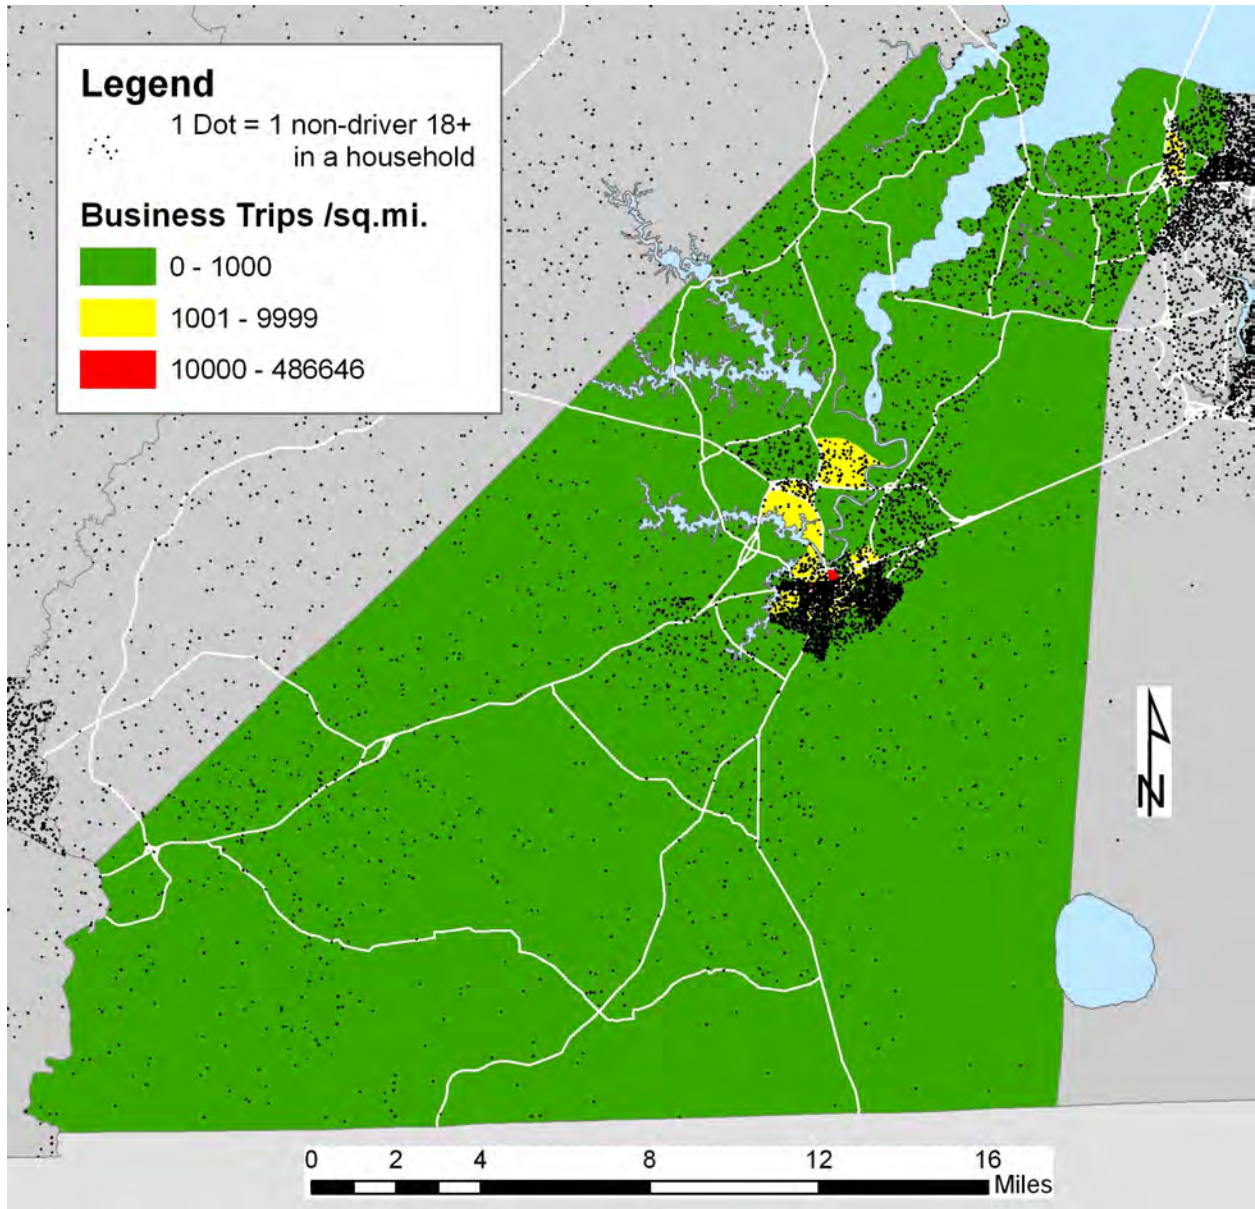 Legend
1 Dot = 1 non-driver 18+
in a household
Business Trips /sq.mi.
0 - 1000
1001 - 9999
10000 - 486646
N
0 2 4 8 12 16
Miles